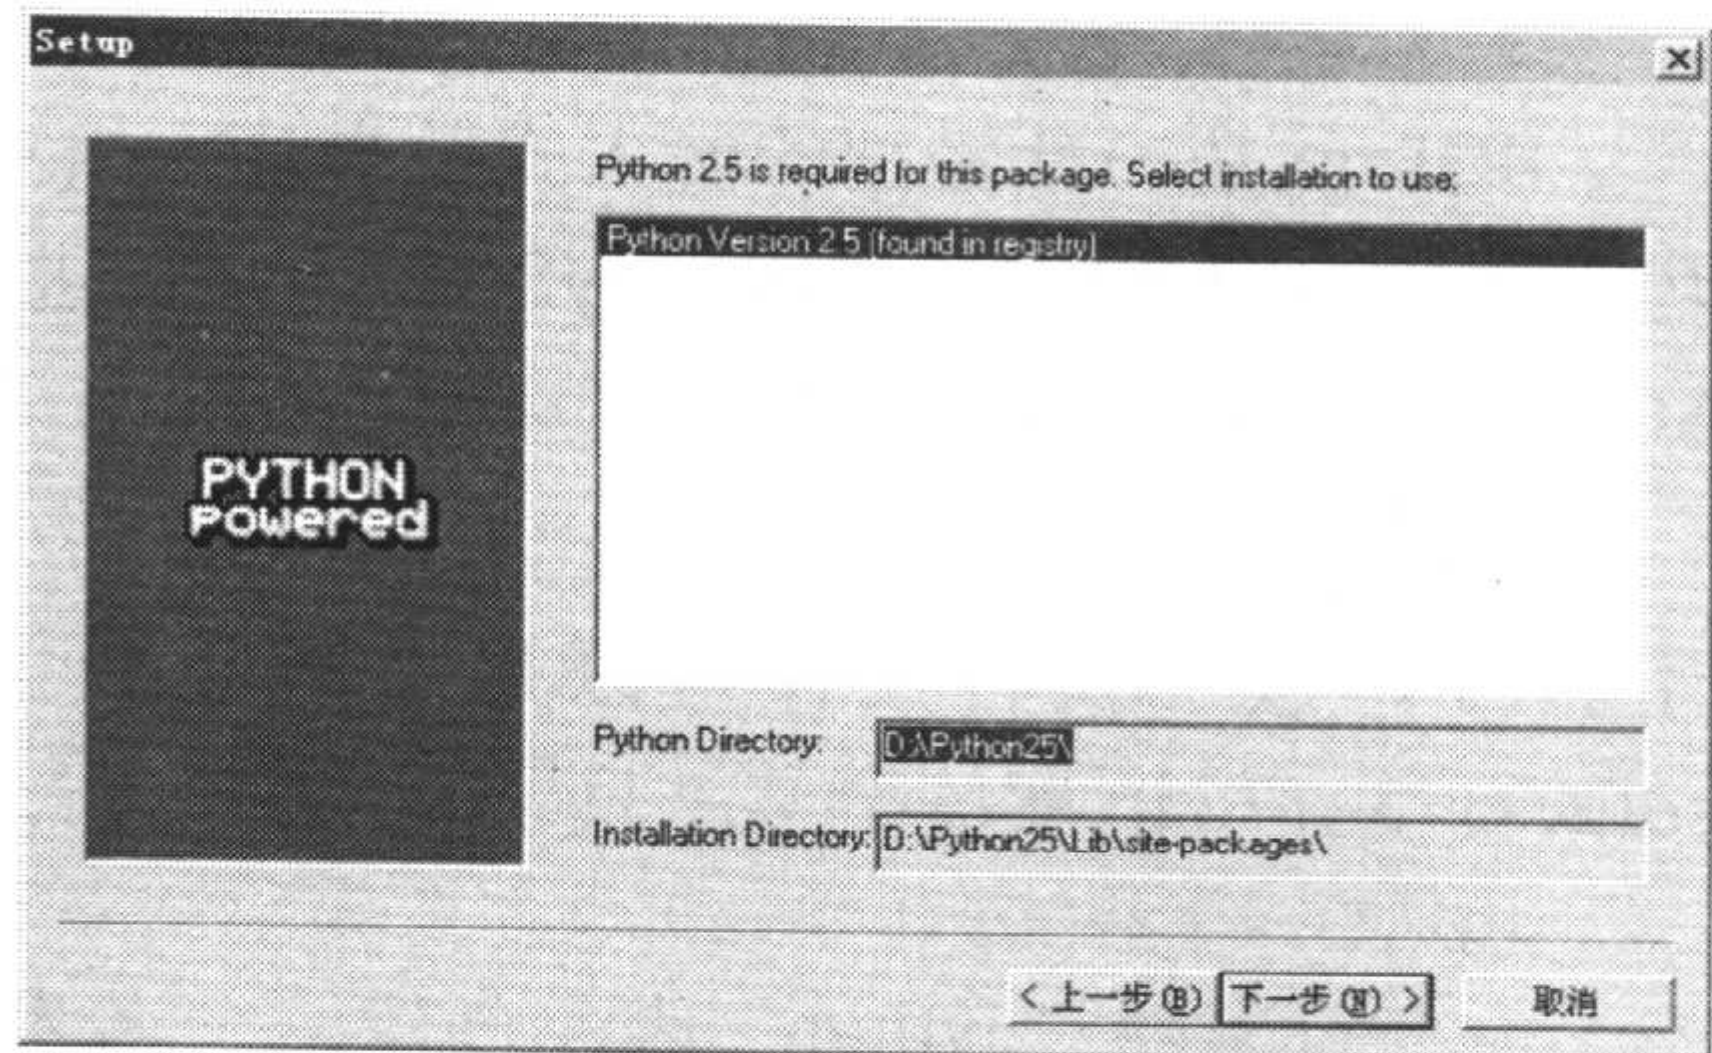 Setup
PYTHON
Powered
Python 2.5 is required for this package. Select installation to use:
Python Version 2.5 (found in registry)
Python Directory: D:\Python25\
Installation Directory: D:\Python25\Lib\site-packages\
< 上一步(B) 下一步(N) > 取消